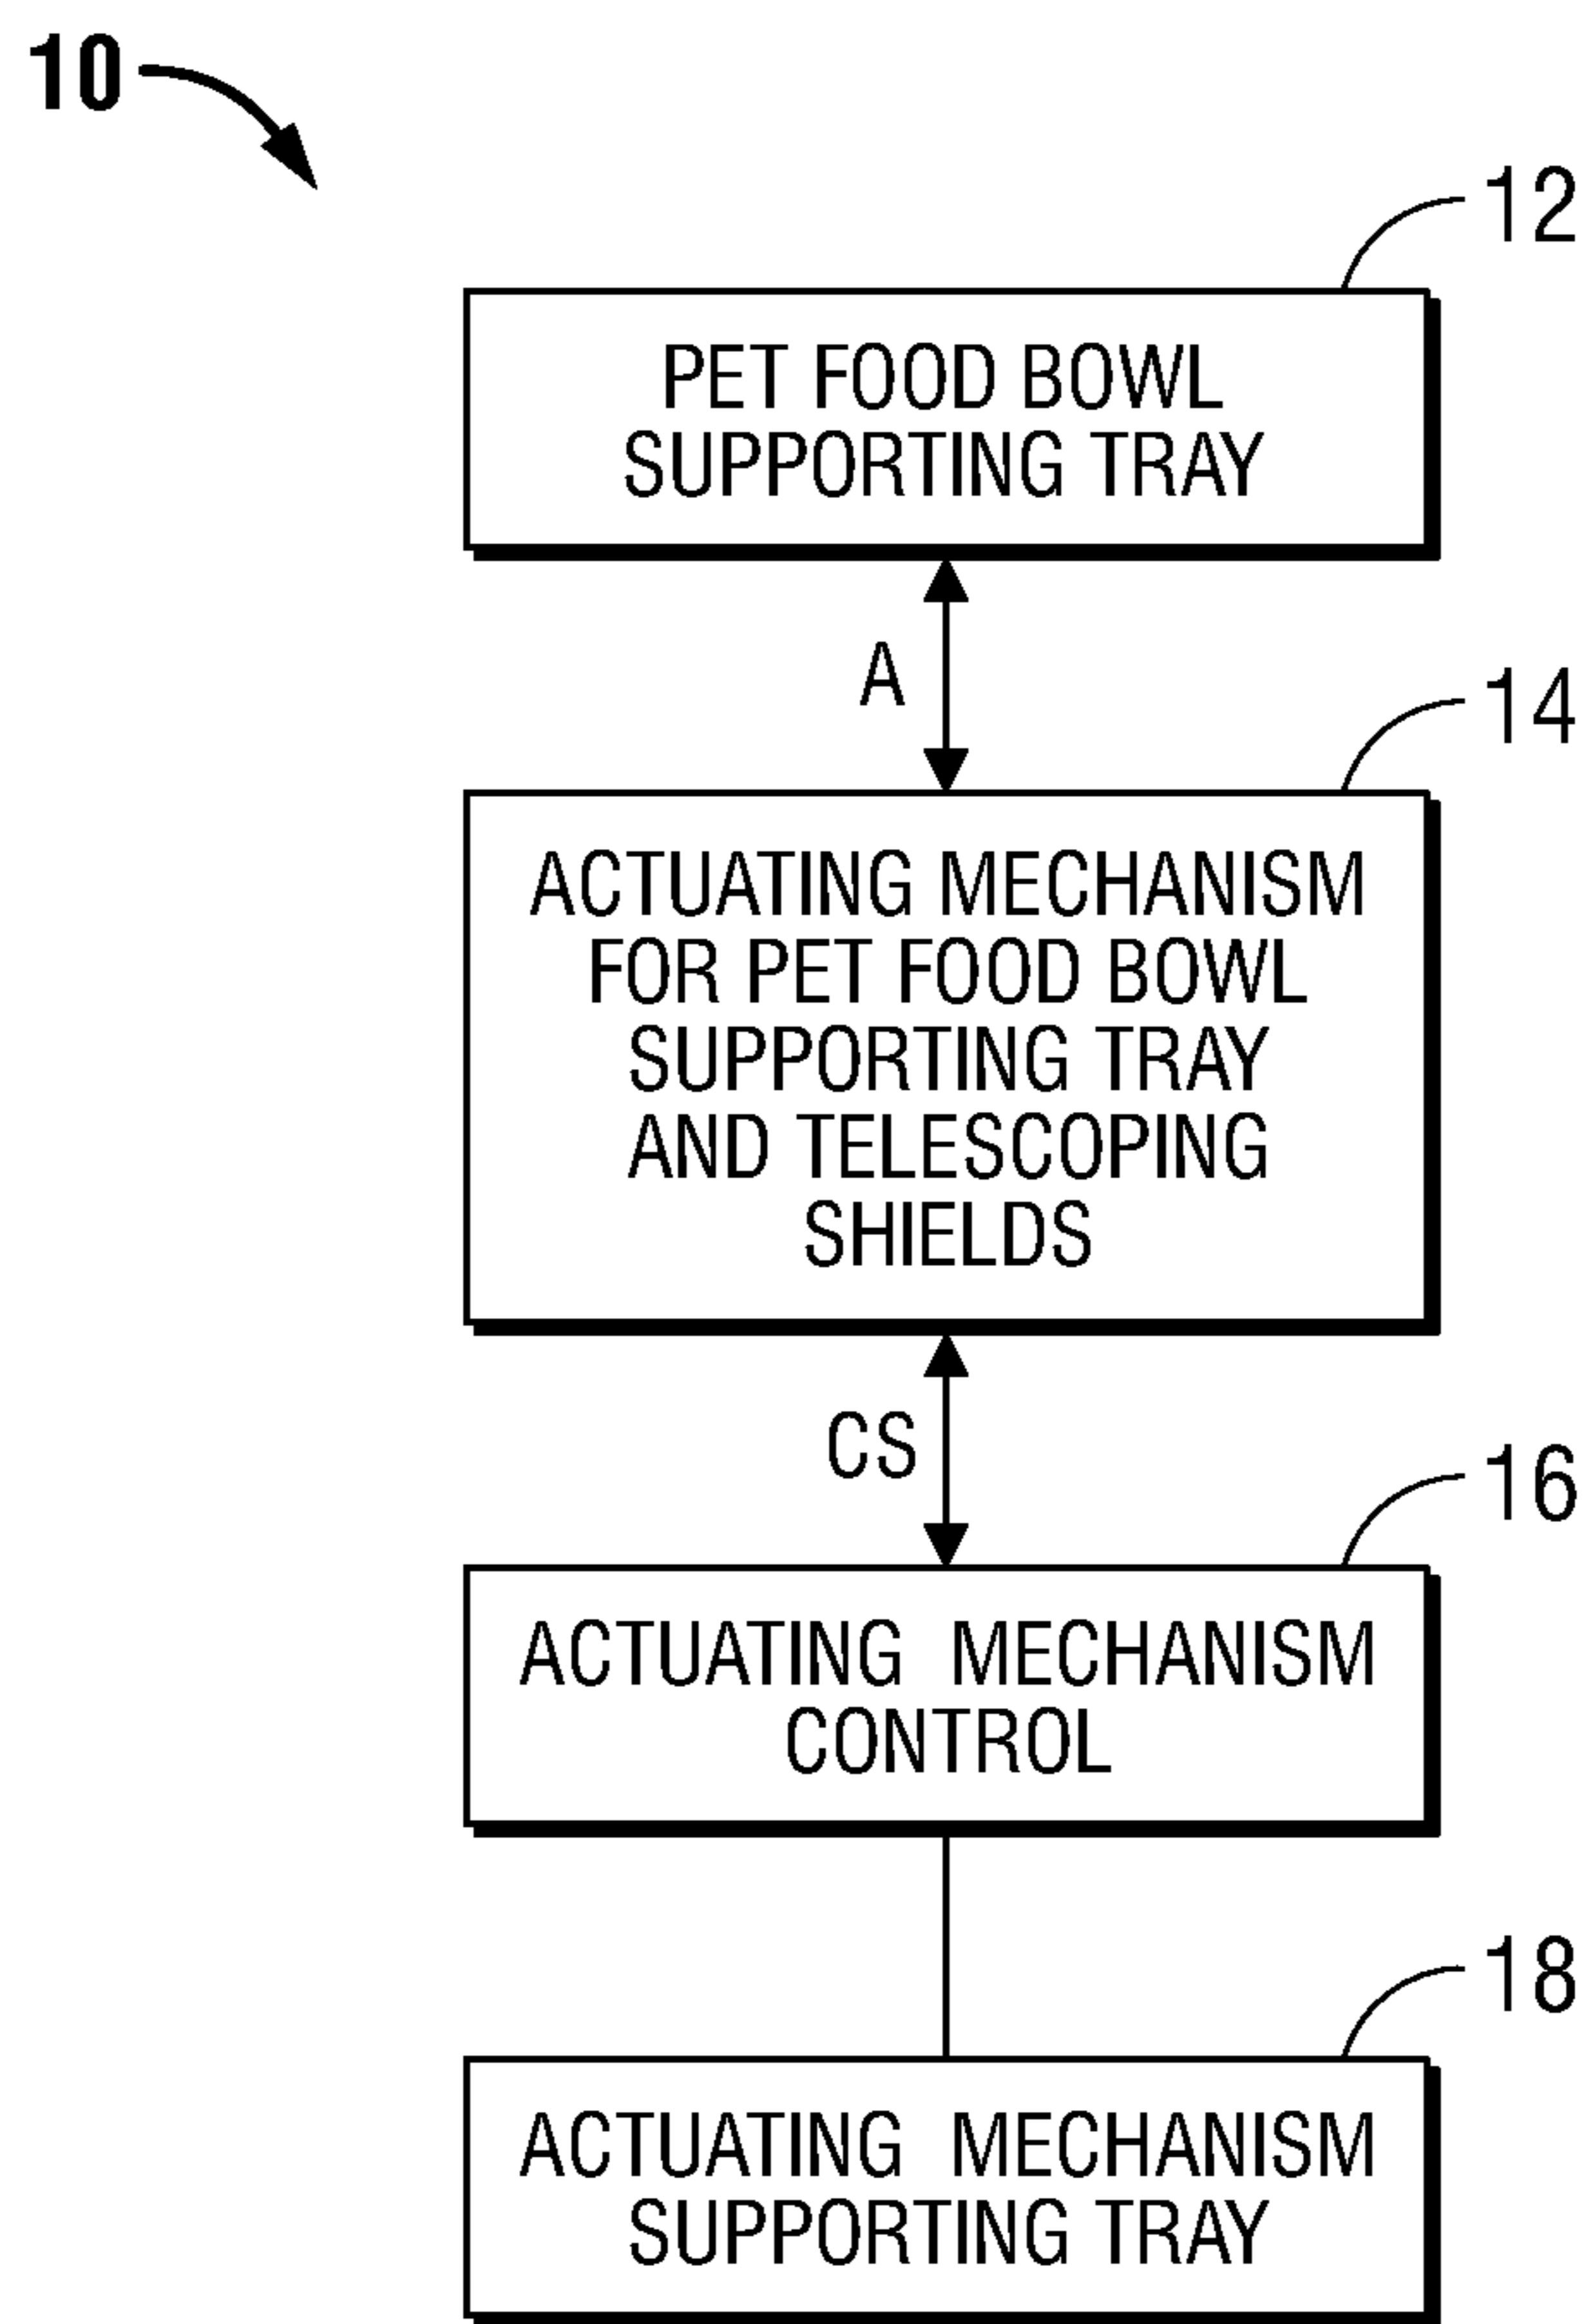 10
12
PET FOOD BOWL
SUPPORTING TRAY
A
14
ACTUATING MECHANISM
FOR PET FOOD BOWL
SUPPORTING TRAY
AND TELESCOPING
SHIELDS
CS
16
ACTUATING MECHANISM
CONTROL
18
ACTUATING MECHANISM
SUPPORTING TRAY